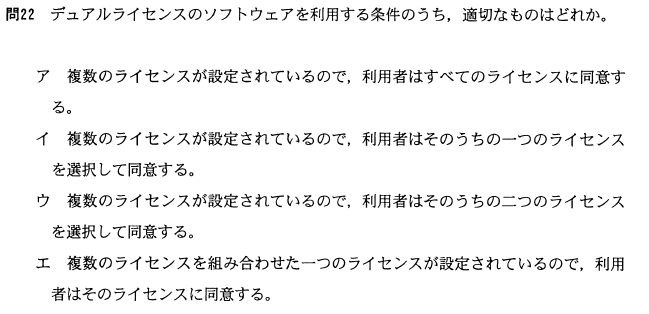 問22 デュアルライセンスのソフトウェアを利用する条件のうち，適切なものはどれか。
ア 複数のライセンスが設定されているので，利用者はすべてのライセンスに同意す
る。
イ 複数のライセンスが設定されているので，利用者はそのうちの一つのライセンス
を選択して同意する。
ウ 複数のライセンスが設定されているので，利用者はそのうちの二つのライセンス
を選択して同意する。
エ 複数のライセンスを組み合わせた一つのライセンスが設定されているので，利用
者はそのライセンスに同意する。